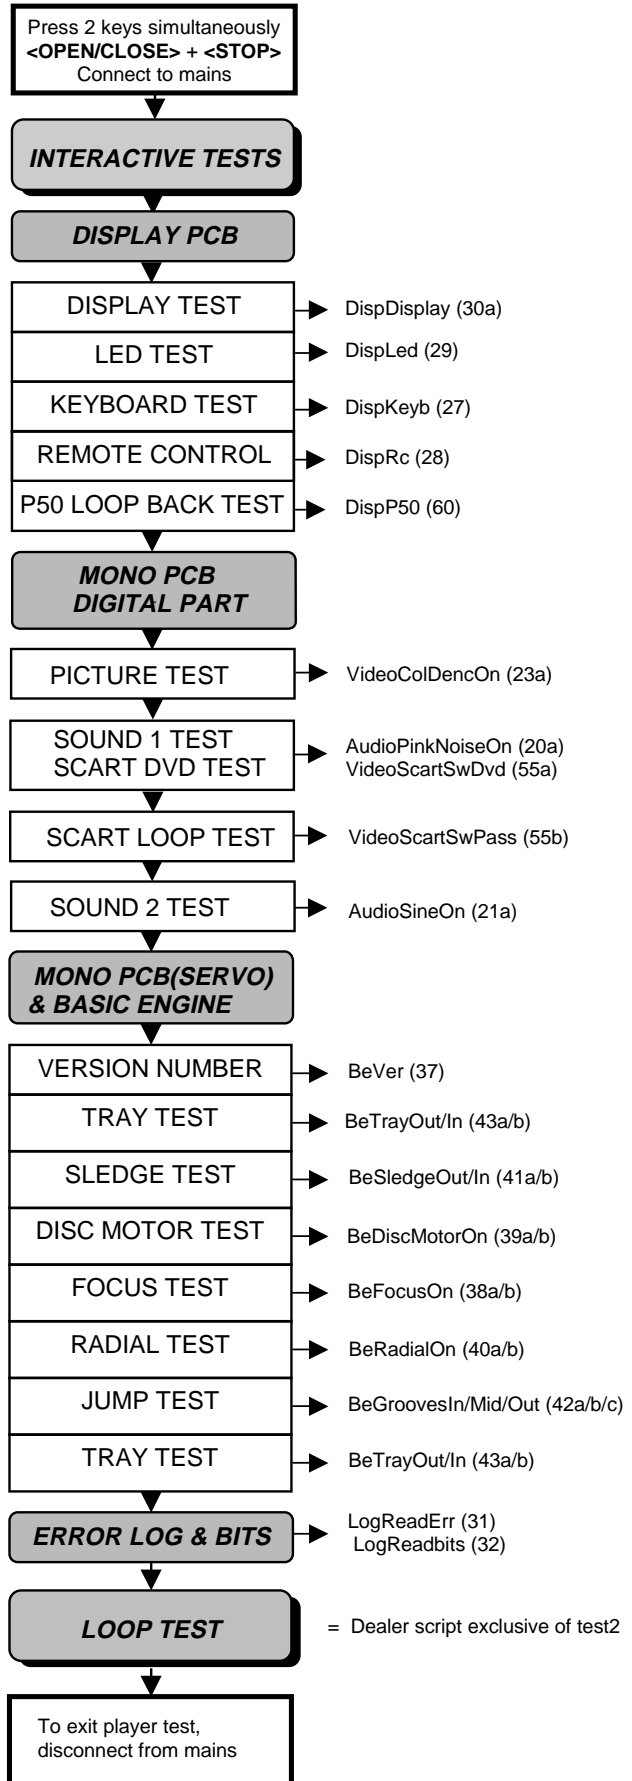 Press 2 keys simultaneously
<OPEN/CLOSE> + <STOP>
Connect to mains
INTERACTIVE TESTS
DISPLAY PCB
DISPLAY TEST
DispDisplay (30a)
LED TEST
DispLed (29)
KEYBOARD TEST
DispKeyb (27)
REMOTE CONTROL
DispRc (28)
P50 LOOP BACK TEST
DispP50 (60)
MONO PCB
DIGITAL PART
PICTURE TEST
VideoColDencOn (23a)
SOUND 1 TEST
SCART DVD TEST
AudioPinkNoiseOn (20a)
VideoScartSwDvd (55a)
SCART LOOP TEST
VideoScartSwPass (55b)
SOUND 2 TEST
AudioSineOn (21a)
MONO PCB(SERVO)
& BASIC ENGINE
VERSION NUMBER
BeVer (37)
TRAY TEST
BeTrayOut/In (43a/b)
SLEDGE TEST
BeSledgeOut/In (41a/b)
DISC MOTOR TEST
BeDiscMotorOn (39a/b)
FOCUS TEST
BeFocusOn (38a/b)
RADIAL TEST
BeRadialOn (40a/b)
JUMP TEST
BeGroovesIn/Mid/Out (42a/b/c)
TRAY TEST
BeTrayOut/In (43a/b)
ERROR LOG & BITS
LogReadErr (31)
LogReadbits (32)
LOOP TEST
= Dealer script exclusive of test2
To exit player test,
disconnect from mains